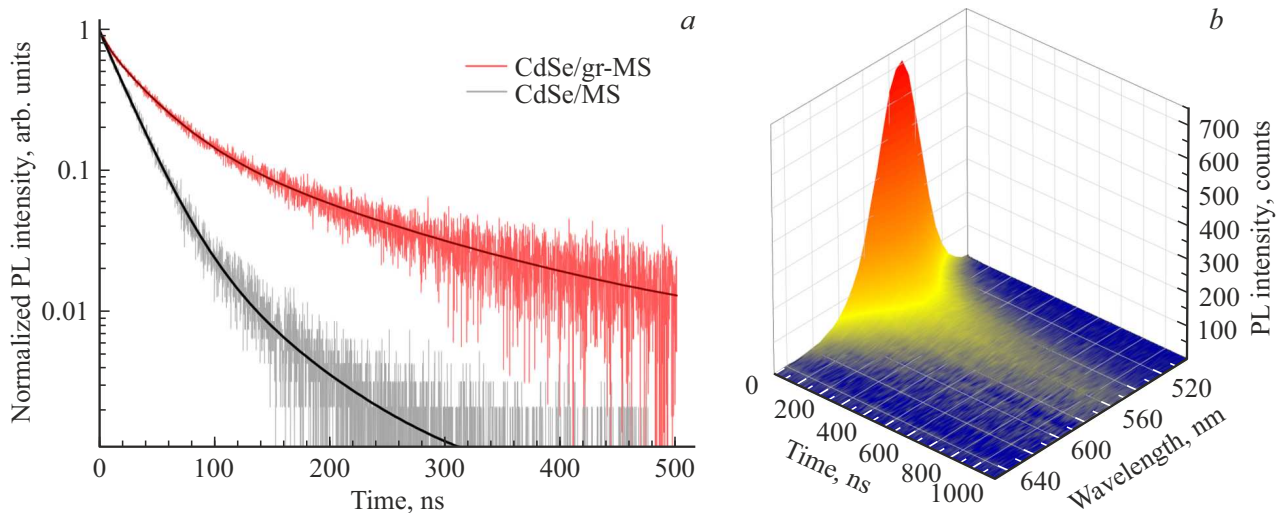 a
Normalized PL intensity, arb. units
1
0.1
0.01
CdSe/gr-MS
CdSe/MS
0 100 200 300 400 500
Time, ns
b
PL intensity, counts
700
600
500
400
300
200
100
0 200 400 600 800 1000
Time, ns
520
560
600
640
Wavelength, nm